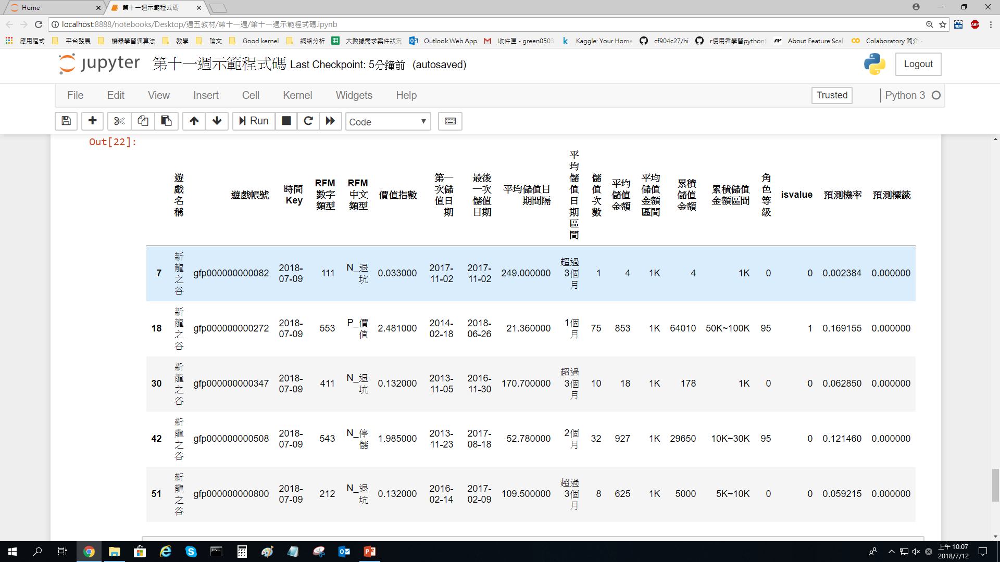 Home
第十一週示範程式碼
localhost:8888/notebooks/Desktop/週五教材/第十一週/第十一週示範程式碼.ipynb
應用程式 平台發展 機器學習演算法 教學 論文 Good kernel 網絡分析 大數據需求案件狀況 Outlook Web App 收件匣 - green0503 Kaggle: Your Home cf904c27/hi r使用者學習python About Feature Scal Colaboratory 简介 -
jupyter 第十一週示範程式碼 Last Checkpoint: 5分鐘前 (autosaved)
Logout
File Edit View Insert Cell Kernel Widgets Help
Trusted
Python 3
Run
Code
Out[22]:
遊戲名稱 遊戲帳號 時間Key RFM數字類型 RFM中文類型 價值指數 第一次儲值日期 最後一次儲值日期 平均儲值日期間隔 平均儲值日期區間 儲值次數 平均儲值金額 平均儲值金額區間 累積儲值金額 累積儲值金額區間 角色等級 isvalue 預測機率 預測標籤
7 新龍之谷 gfp000000000082 2018-07-09 111 N_退坑 0.033000 2017-11-02 2017-11-02 249.000000 超過3個月 1 4 1K 4 1K 0 0 0.002384 0.000000
18 新龍之谷 gfp000000000272 2018-07-09 553 P_價值 2.481000 2014-02-18 2018-06-26 21.360000 1個月 75 853 1K 64010 50K~100K 95 1 0.169155 0.000000
30 新龍之谷 gfp000000000347 2018-07-09 411 N_退坑 0.132000 2013-11-05 2016-11-30 170.700000 超過3個月 10 18 1K 178 1K 0 0 0.062850 0.000000
42 新龍之谷 gfp000000000508 2018-07-09 543 N_停儲 1.985000 2013-11-23 2017-08-18 52.780000 2個月 32 927 1K 29650 10K~30K 95 0 0.121460 0.000000
51 新龍之谷 gfp000000000800 2018-07-09 212 N_退坑 0.132000 2016-02-14 2017-02-09 109.500000 超過3個月 8 625 1K 5000 5K~10K 0 0 0.059215 0.000000
上午 10:07
2018/7/12